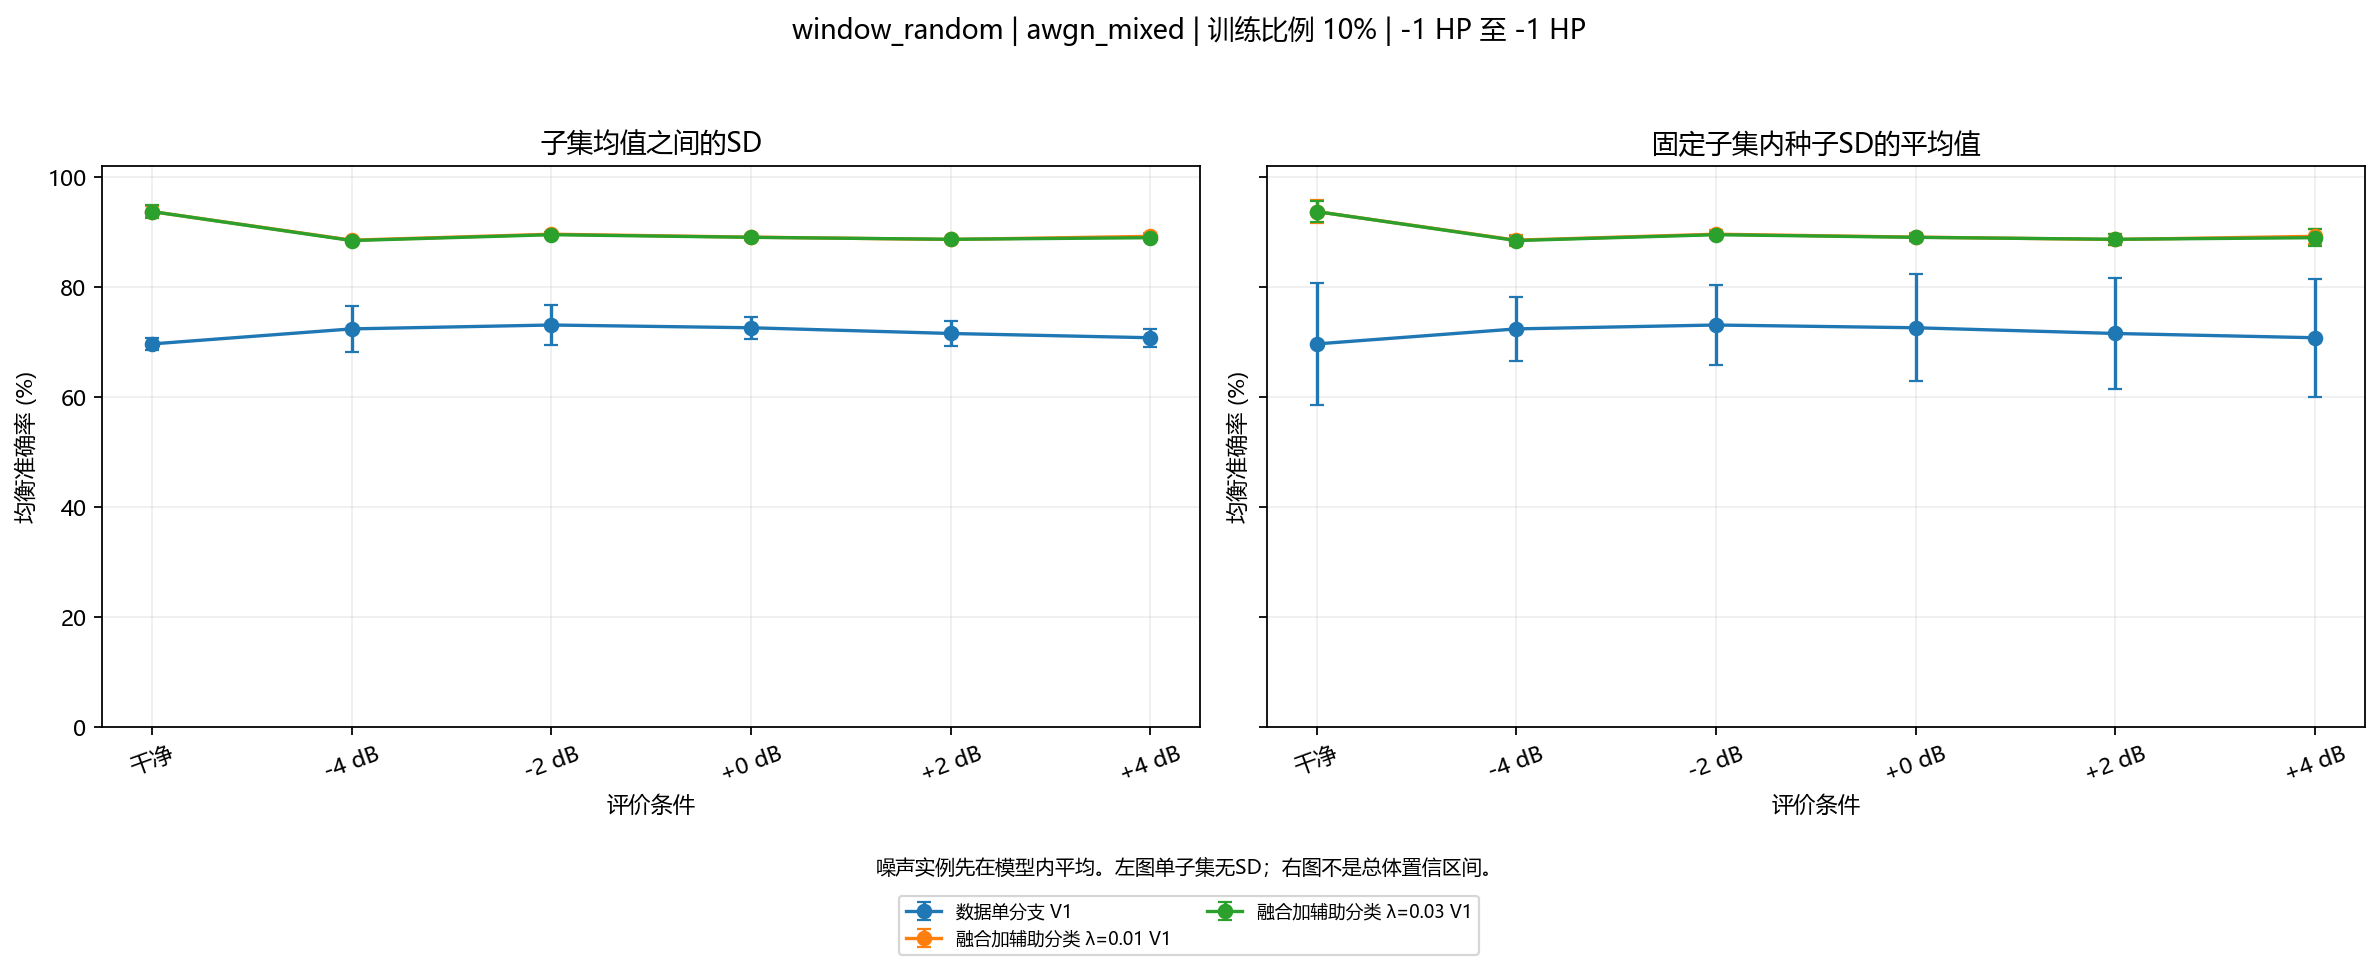 window_random | awgn_mixed | 训练比例 10% | -1 HP 至 -1 HP
子集均值之间的SD
均衡准确率 (%)
100
80
60
40
20
0
干净
-4 dB
-2 dB
+0 dB
+2 dB
+4 dB
评价条件
固定子集内种子SD的平均值
均衡准确率 (%)
干净
-4 dB
-2 dB
+0 dB
+2 dB
+4 dB
评价条件
噪声实例先在模型内平均。左图单子集无SD；右图不是总体置信区间。
数据单分支 V1
融合加辅助分类 λ=0.01 V1
融合加辅助分类 λ=0.03 V1